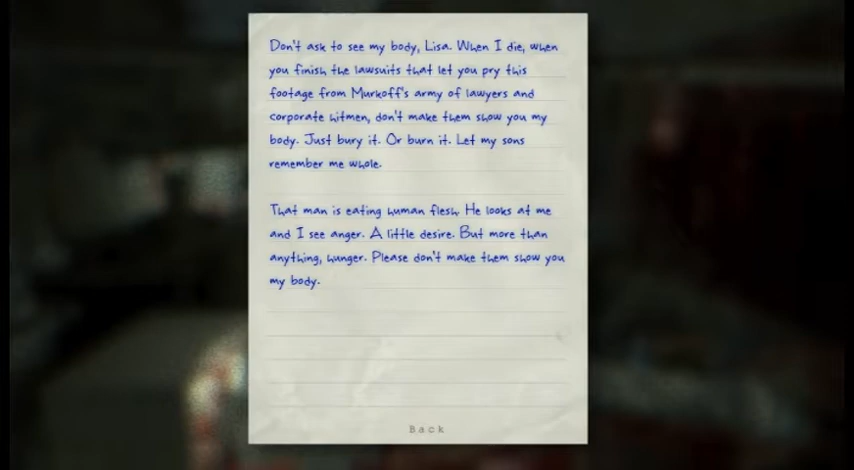 Don't ask to see my body, Lisa. When I die, when
you finish the lawsuits that let you pry this
footage from Murkoff's army of lawyers and
corporate hitmen, don't make them show you my
body. Just bury it. Or burn it. Let my sons
remember me whole.
That man is eating human flesh. He looks at me
and I see anger. A little desire. But more than
anything, hunger. Please don't make them show you
my body.
Back